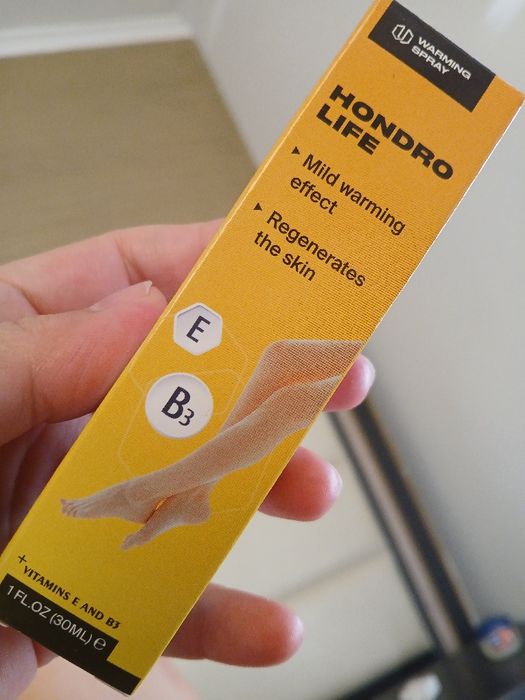 WARMING
SPRAY
HONDRO
LIFE
▸ Mild warming
effect
▸ Regenerates
the skin
E
B3
+
VITAMINS E AND B3
1 FL.OZ (30ML) ℮